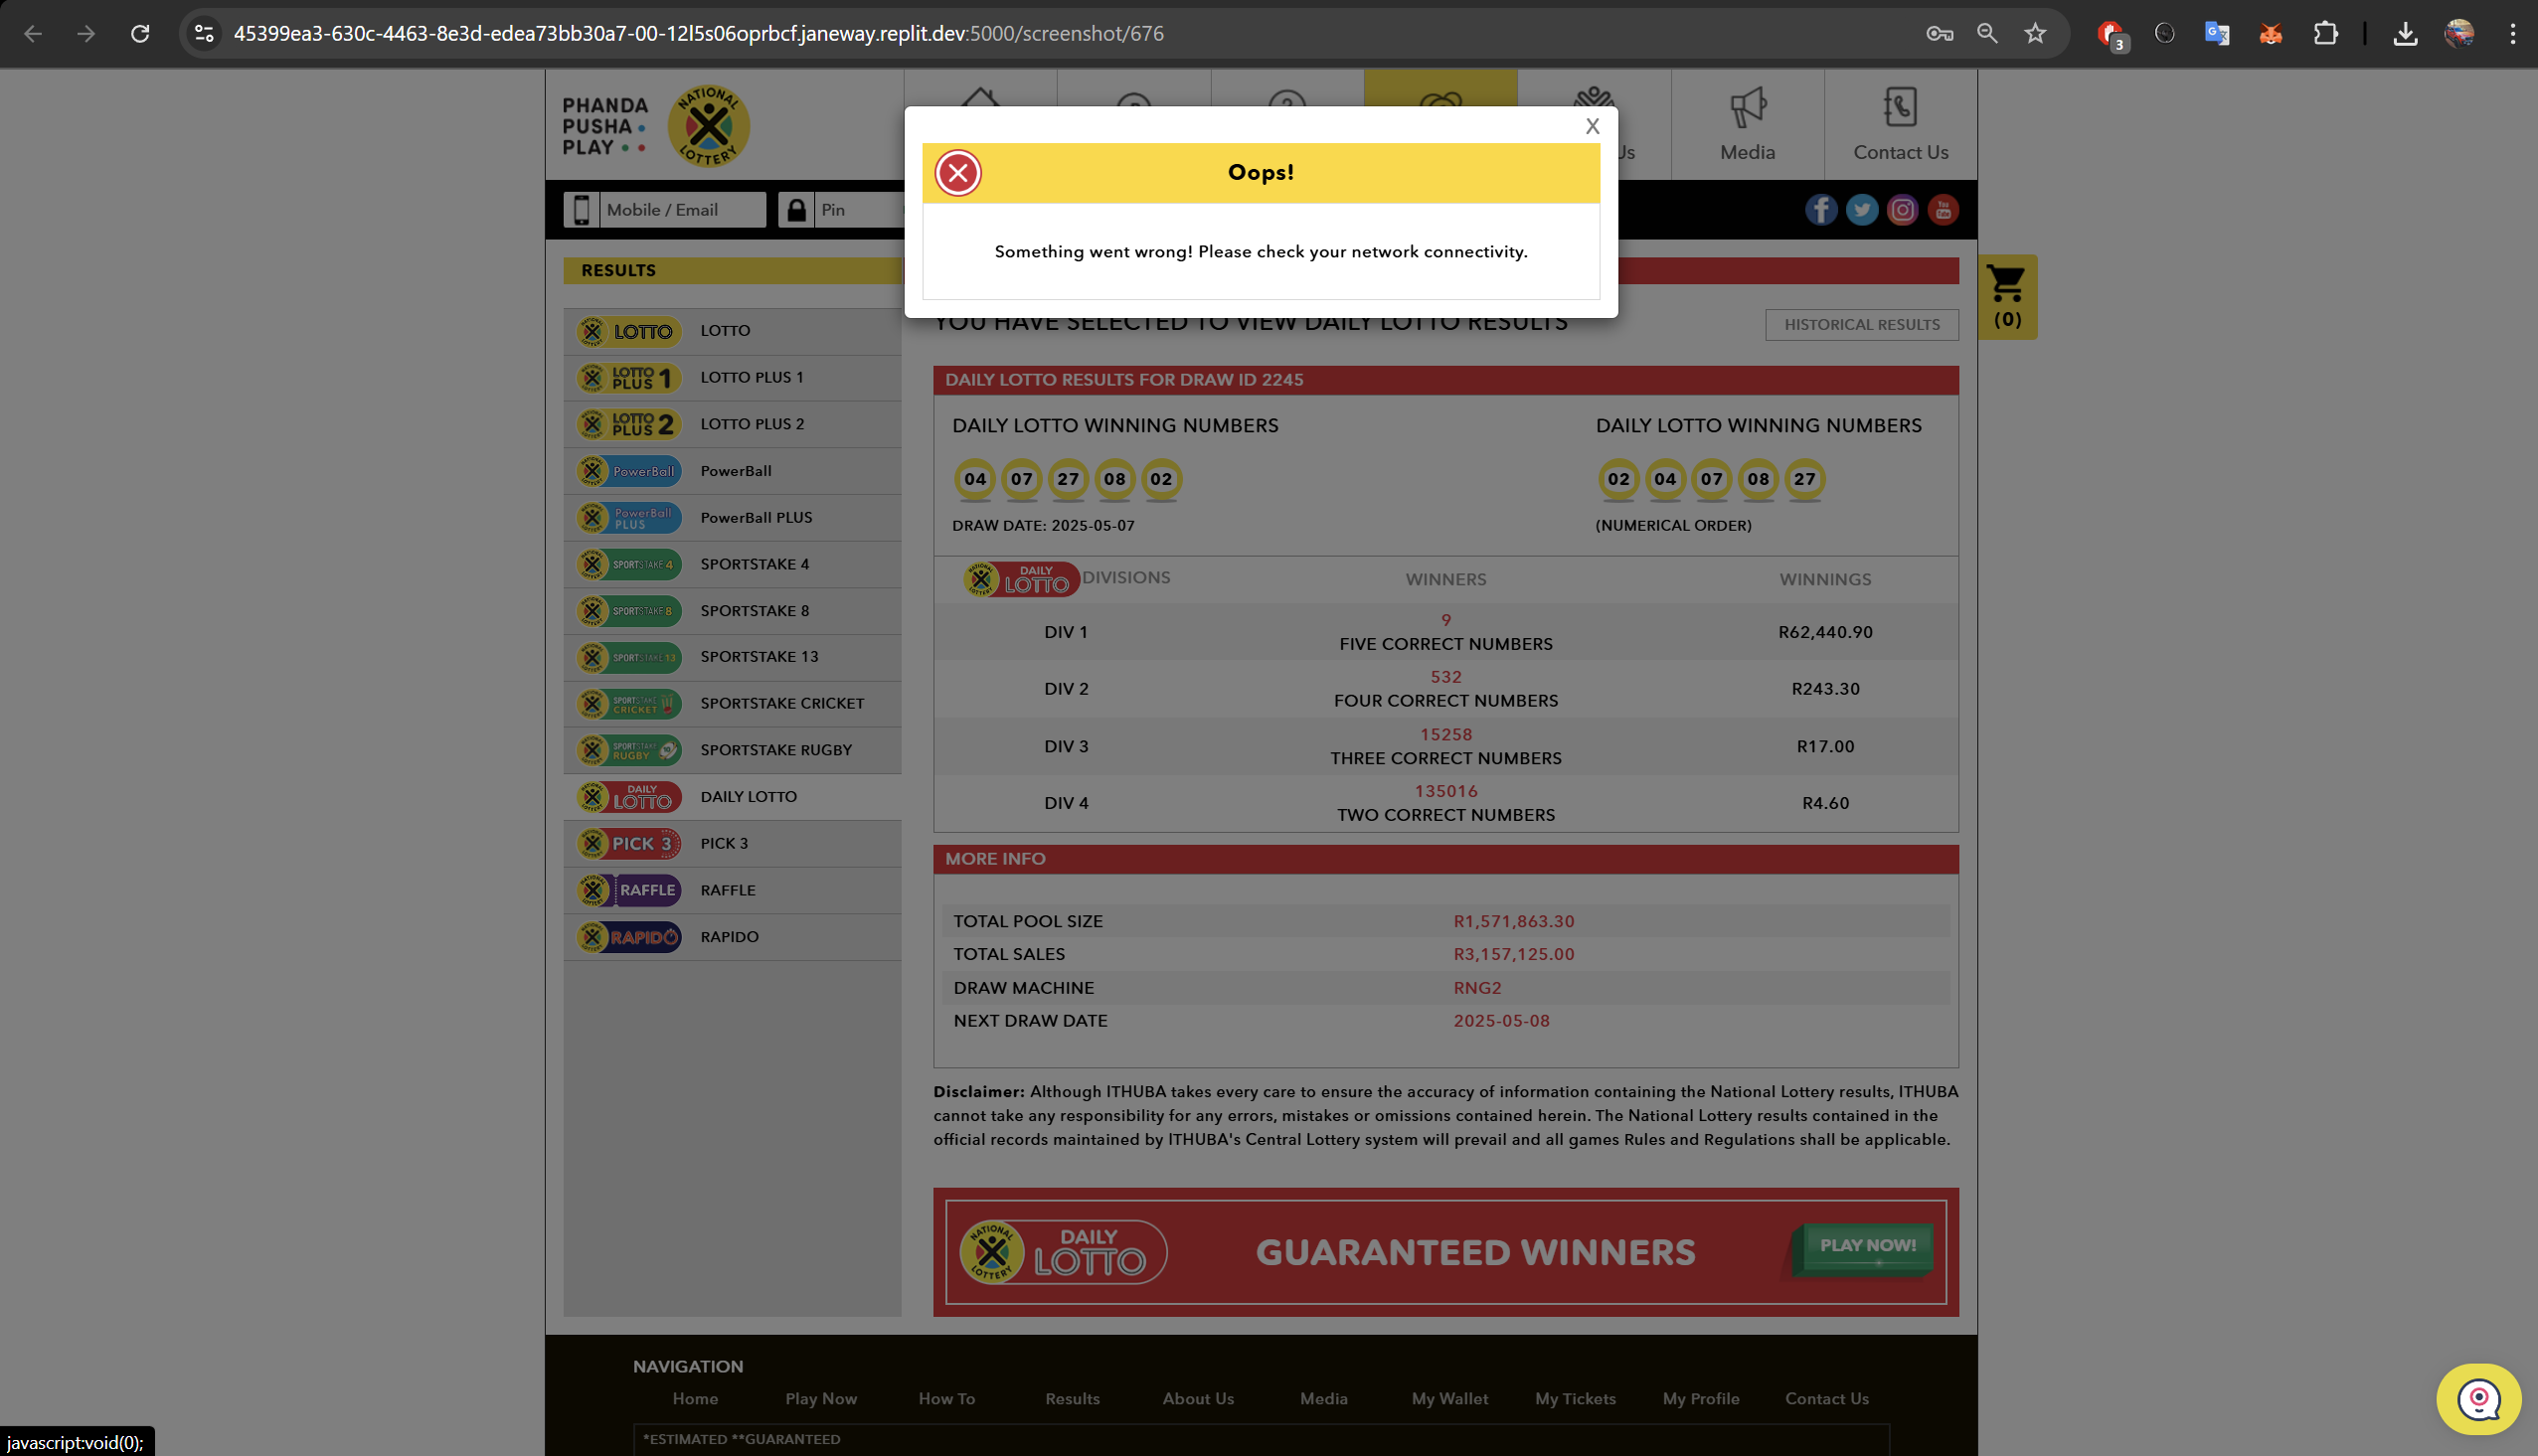 45399ea3-630c-4463-8e3d-edea73bb30a7-00-12l5s06oprbcf.janeway.replit.dev:5000/screenshot/676
3
PHANDA
PUSHA
PLAY
NATIONAL
LOTTERY
Us
Media
Contact Us
X
Oops!
Something went wrong! Please check your network connectivity.
Mobile / Email
Pin
You
Tube
RESULTS
(0)
YOU HAVE SELECTED TO VIEW DAILY LOTTO RESULTS
HISTORICAL RESULTS
LOTTO LOTTO
LOTTO PLUS 1 LOTTO PLUS 1
LOTTO PLUS 2 LOTTO PLUS 2
PowerBall PowerBall
PowerBall PLUS PowerBall PLUS
SPORTSTAKE 4 SPORTSTAKE 4
SPORTSTAKE 8 SPORTSTAKE 8
SPORTSTAKE 13 SPORTSTAKE 13
SPORTSTAKE CRICKET SPORTSTAKE CRICKET
SPORTSTAKE RUGBY 10 SPORTSTAKE RUGBY
DAILY LOTTO DAILY LOTTO
PICK 3 PICK 3
RAFFLE RAFFLE
RAPIDO RAPIDO
DAILY LOTTO RESULTS FOR DRAW ID 2245
DAILY LOTTO WINNING NUMBERS
04 07 27 08 02
DRAW DATE: 2025-05-07
DAILY LOTTO WINNING NUMBERS
02 04 07 08 27
(NUMERICAL ORDER)
NATIONAL LOTTERY DAILY LOTTO DIVISIONS WINNERS WINNINGS
DIV 1 9 FIVE CORRECT NUMBERS R62,440.90
DIV 2 532 FOUR CORRECT NUMBERS R243.30
DIV 3 15258 THREE CORRECT NUMBERS R17.00
DIV 4 135016 TWO CORRECT NUMBERS R4.60
MORE INFO
TOTAL POOL SIZE R1,571,863.30
TOTAL SALES R3,157,125.00
DRAW MACHINE RNG2
NEXT DRAW DATE 2025-05-08
Disclaimer: Although ITHUBA takes every care to ensure the accuracy of information containing the National Lottery results, ITHUBA
cannot take any responsibility for any errors, mistakes or omissions contained herein. The National Lottery results contained in the
official records maintained by ITHUBA's Central Lottery system will prevail and all games Rules and Regulations shall be applicable.
NATIONAL LOTTERY DAILY LOTTO GUARANTEED WINNERS PLAY NOW!
NAVIGATION
Home Play Now How To Results About Us Media My Wallet My Tickets My Profile Contact Us
*ESTIMATED **GUARANTEED
javascript:void(0);